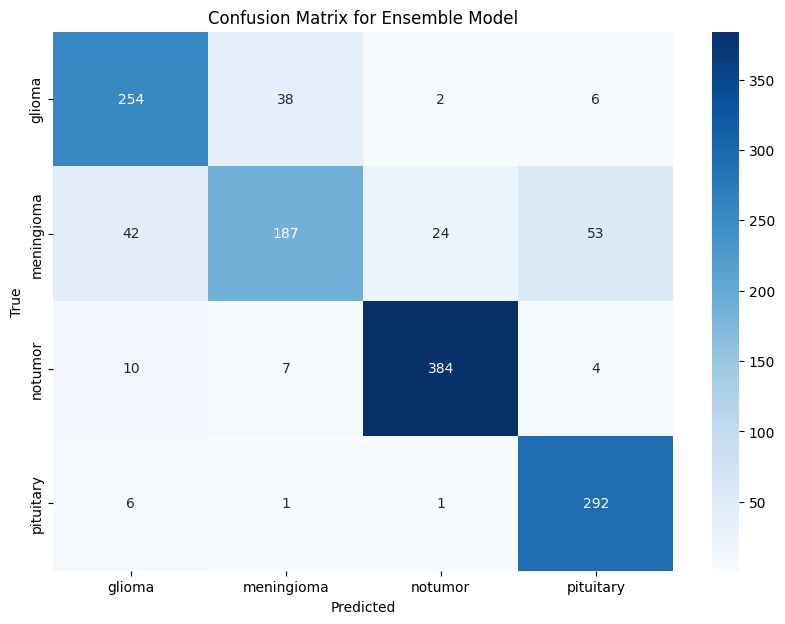 Confusion Matrix for Ensemble Model
True
glioma 254 38 2 6
meningioma 42 187 24 53
notumor 10 7 384 4
pituitary 6 1 1 292
glioma meningioma notumor pituitary
Predicted
350
300
250
200
150
100
50